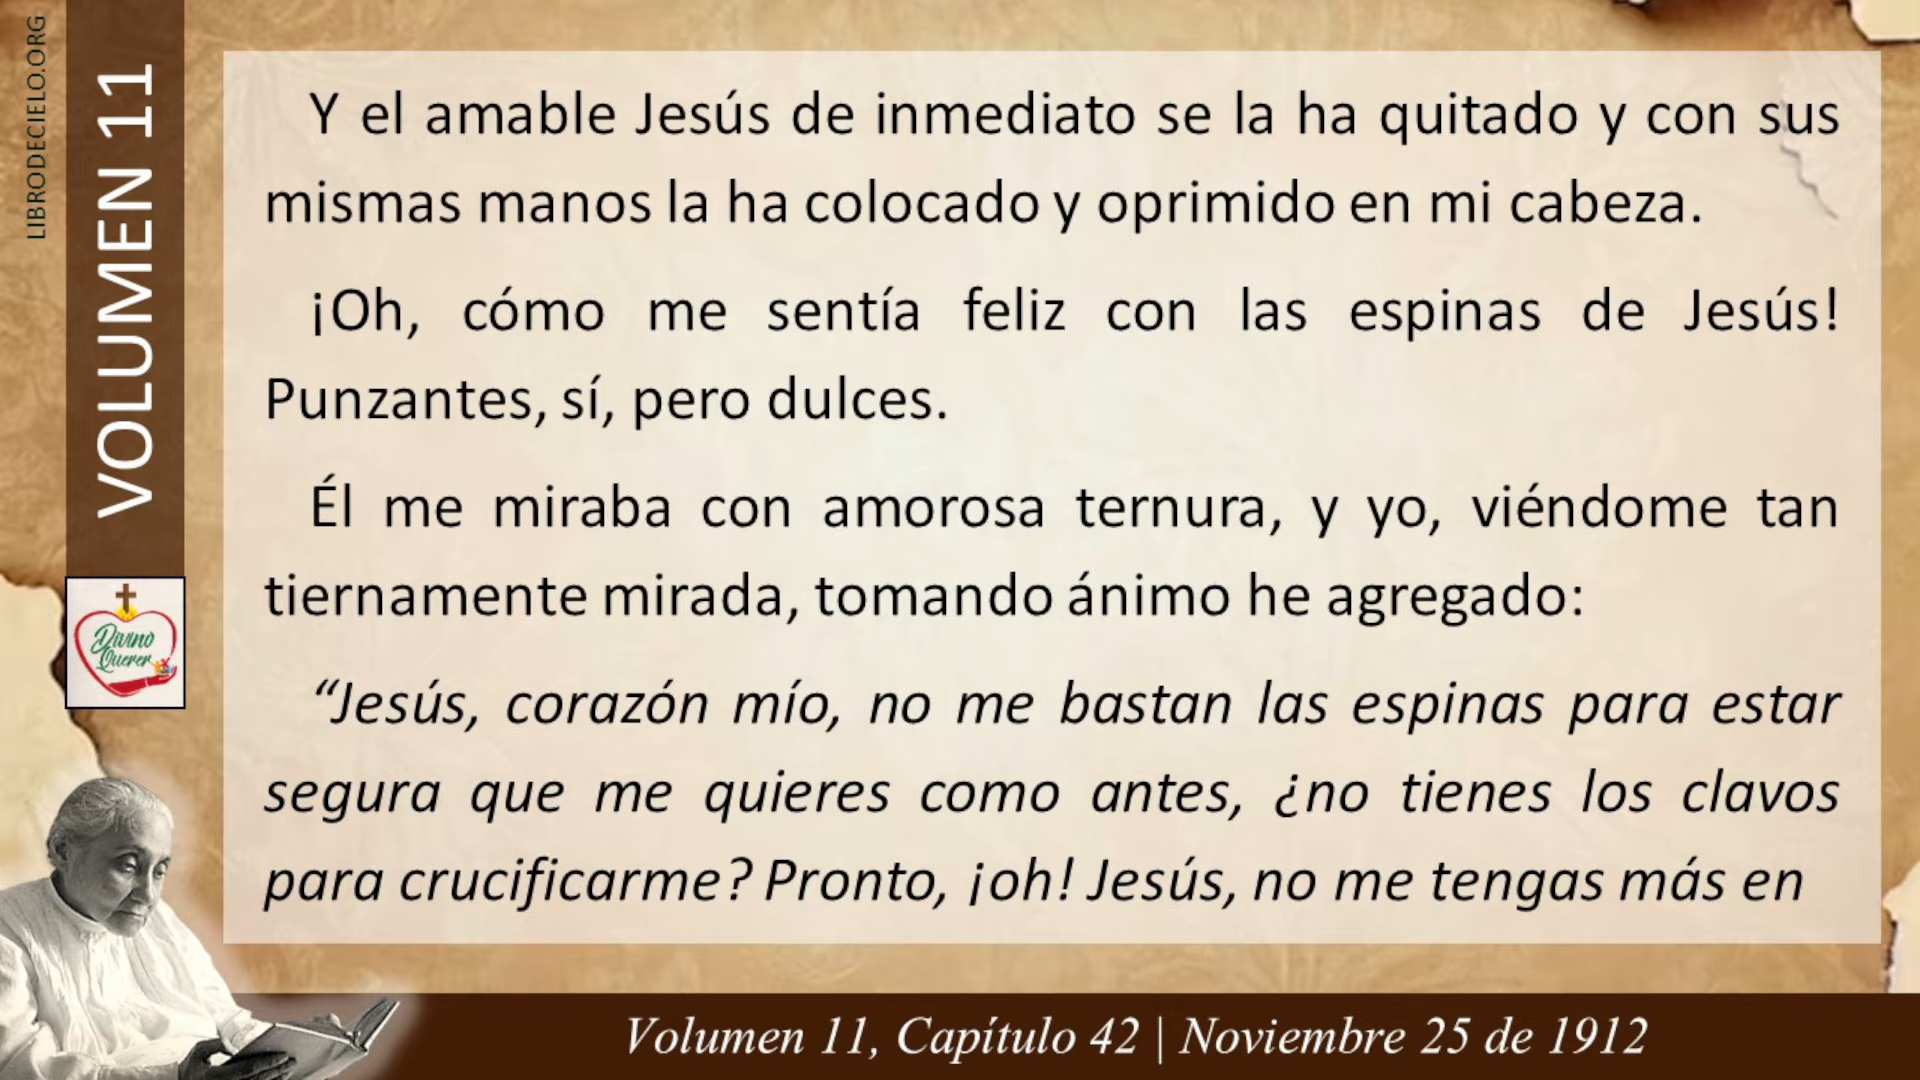 LIBRODECIELO.ORG
VOLUMEN 11
Y el amable Jesús de inmediato se la ha quitado y con sus
mismas manos la ha colocado y oprimido en mi cabeza.
¡Oh, cómo me sentía feliz con las espinas de Jesús!
Punzantes, sí, pero dulces.
Él me miraba con amorosa ternura, y yo, viéndome tan
tiernamente mirada, tomando ánimo he agregado:
“Jesús, corazón mío, no me bastan las espinas para estar
segura que me quieres como antes, ¿no tienes los clavos
para crucificarme? Pronto, ¡oh! Jesús, no me tengas más en
Divino
Querer
Volumen 11, Capítulo 42 | Noviembre 25 de 1912